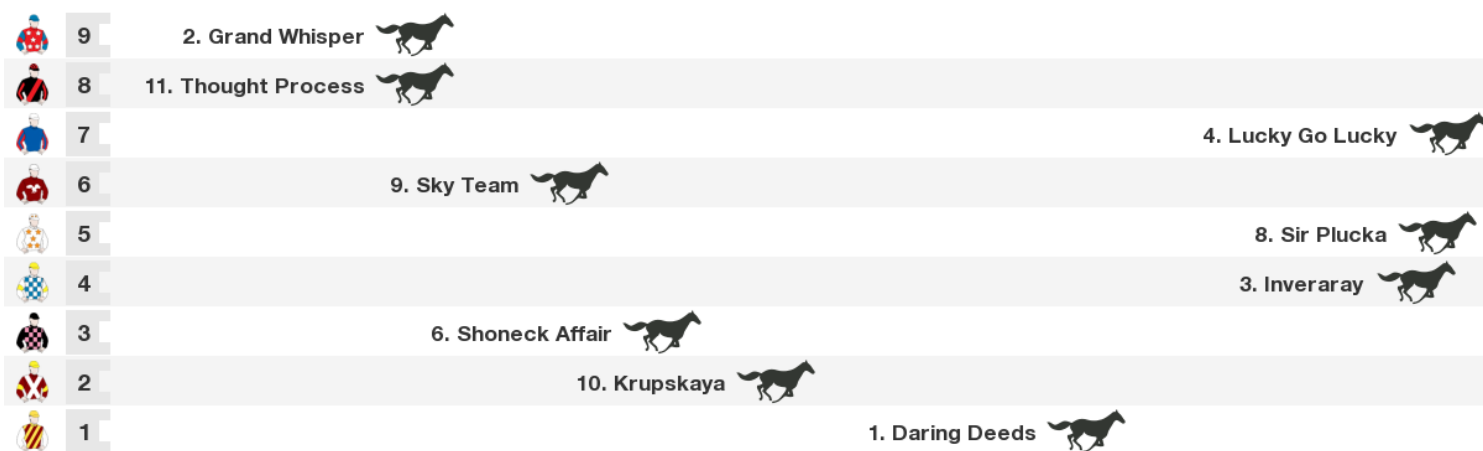 9 2. Grand Whisper
8 11. Thought Process
7 4. Lucky Go Lucky
6 9. Sky Team
5 8. Sir Plucka
4 3. Inveraray
3 6. Shoneck Affair
2 10. Krupskaya
1 1. Daring Deeds